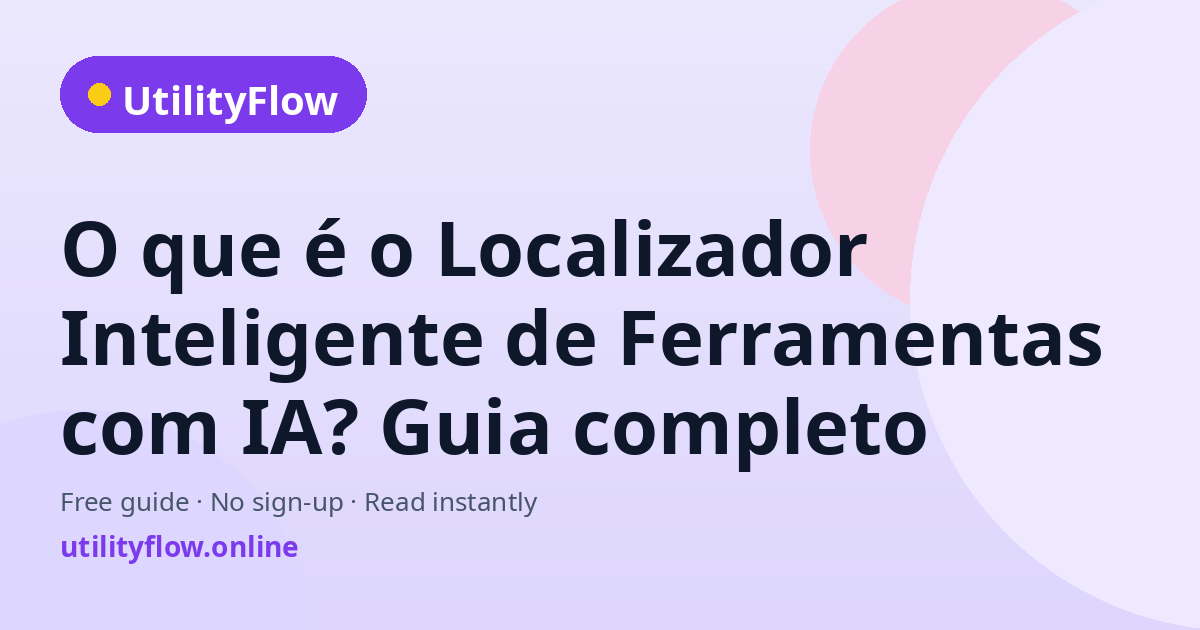 UtilityFlow
O que é o Localizador
Inteligente de Ferramentas
com IA? Guia completo
Free guide · No sign-up · Read instantly
utilityflow.online